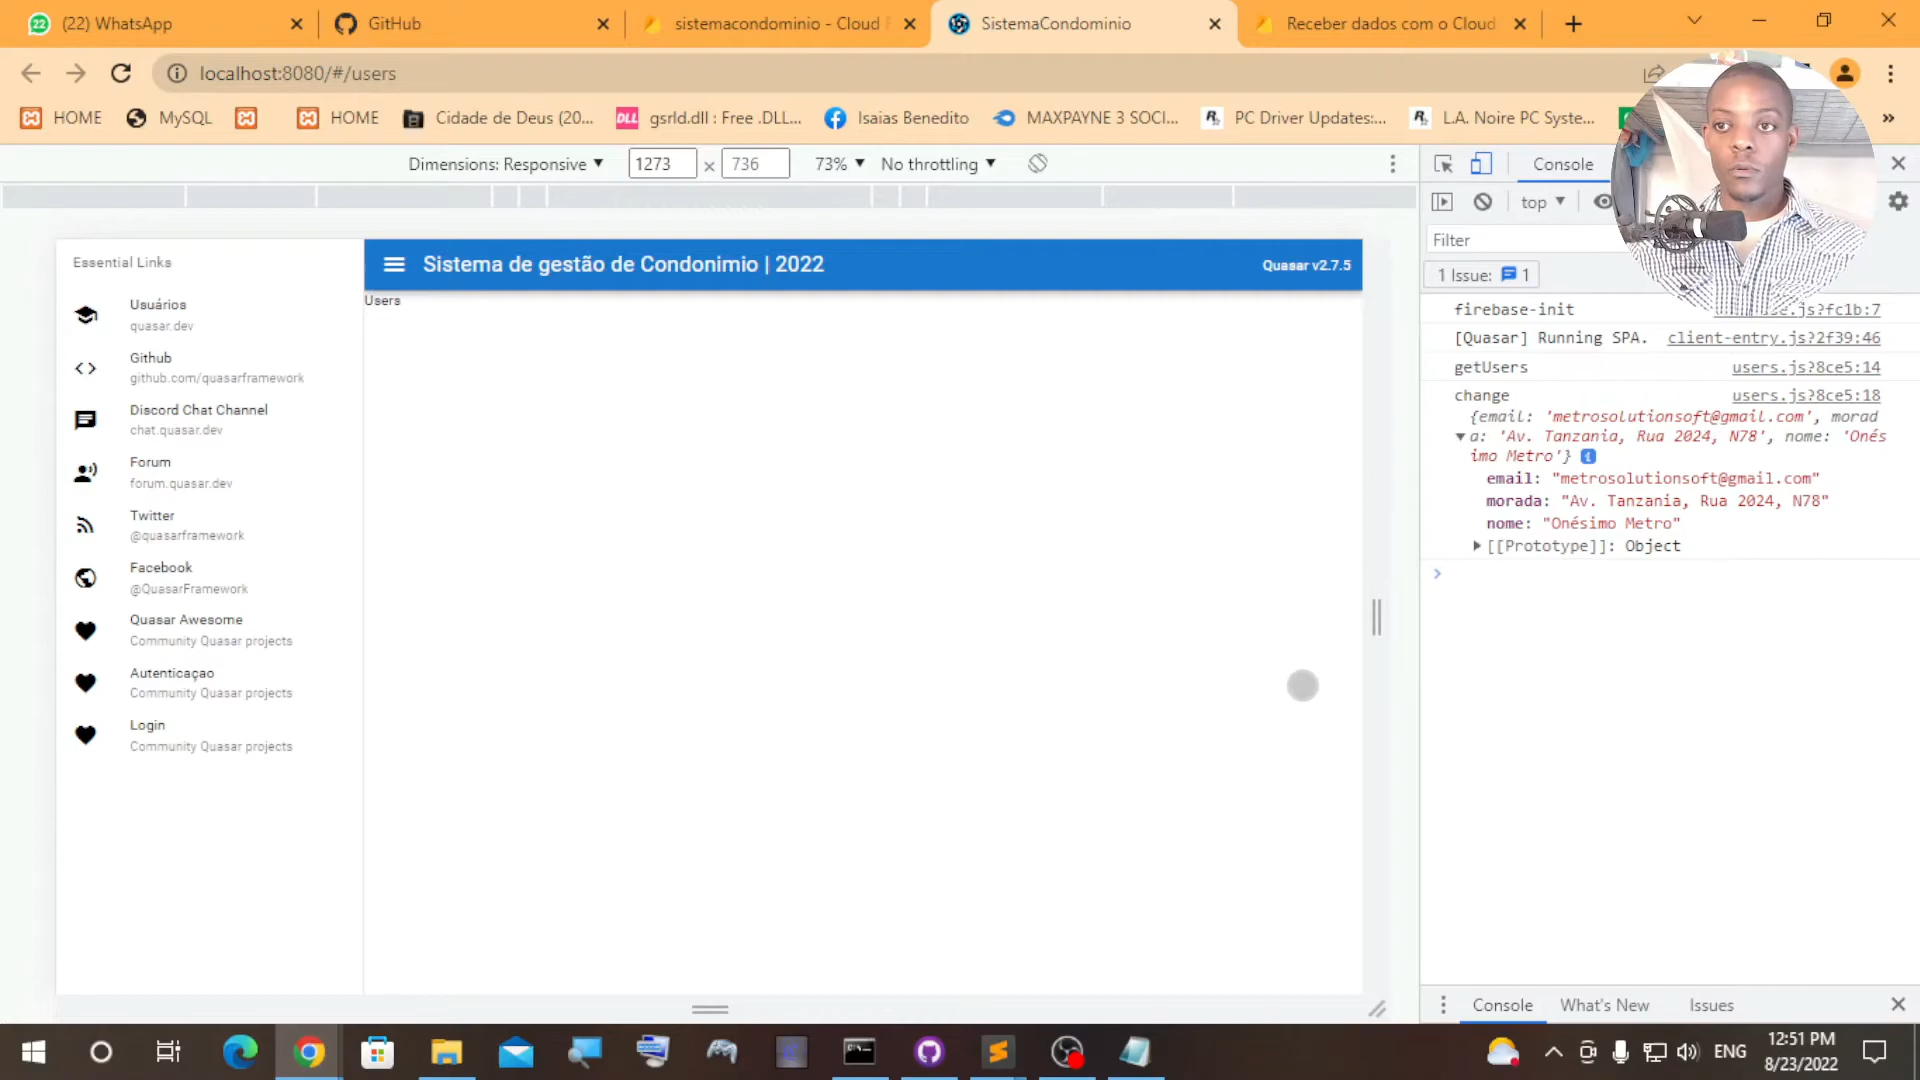 (22) WhatsApp
GitHub
sistemacondominio - Cloud F
SistemaCondominio
Receber dados com o Cloud
localhost:8080/#/users
HOME
MySQL
HOME
Cidade de Deus (20...
gsrld.dll : Free .DLL...
Isaias Benedito
MAXPAYNE 3 SOCI...
PC Driver Updates:...
L.A. Noire PC Syste...
»
Dimensions: Responsive
1273
×
736
73%
No throttling
Console
top
Filter
1 Issue:
1
Essential Links
Usuários
quasar.dev
Github
github.com/quasarframework
Discord Chat Channel
chat.quasar.dev
Forum
forum.quasar.dev
Twitter
@quasarframework
Facebook
@QuasarFramework
Quasar Awesome
Community Quasar projects
Autenticaçao
Community Quasar projects
Login
Community Quasar projects
Sistema de gestão de Condonimio | 2022
Quasar v2.7.5
Users
firebase-init
.js?fc1b:7
[Quasar] Running SPA.
client-entry.js?2f39:46
getUsers
users.js?8ce5:14
change
users.js?8ce5:18
{email: 'metrosolutionsoft@gmail.com', morad
a: 'Av. Tanzania, Rua 2024, N78', nome: 'Onés
imo Metro'}
email: "metrosolutionsoft@gmail.com"
morada: "Av. Tanzania, Rua 2024, N78"
nome: "Onésimo Metro"
[[Prototype]]: Object
Console
What's New
Issues
ENG
12:51 PM
8/23/2022